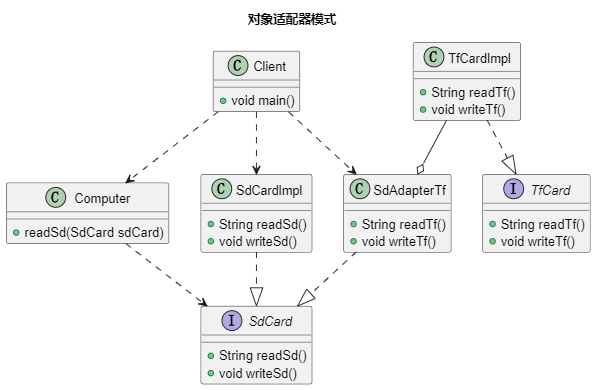 对象适配器模式
C Client
void main()
C TfCardImpl
String readTf()
void writeTf()
C Computer
readSd(SdCard sdCard)
C SdCardImpl
String readSd()
void writeSd()
C SdAdapterTf
String readTf()
void writeTf()
I TfCard
String readTf()
void writeTf()
I SdCard
String readSd()
void writeSd()